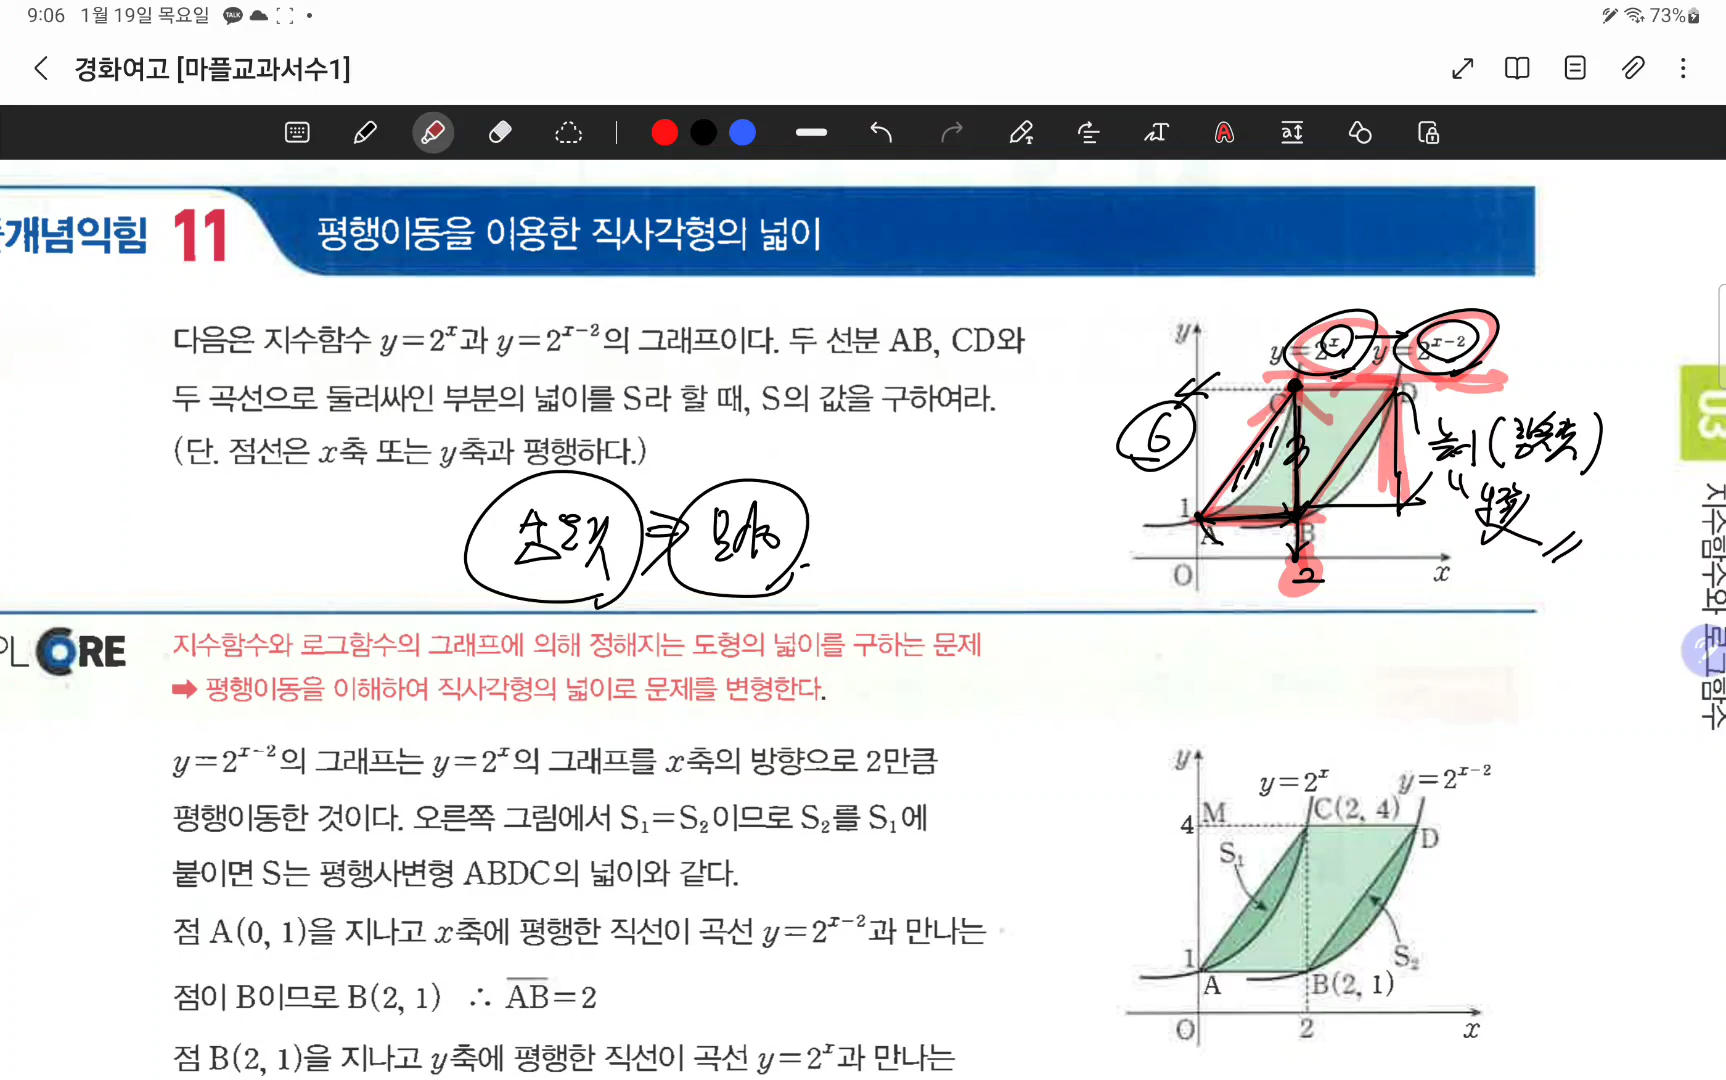 9:06 1월 19일 목요일 TALK 73%
경화여고 [마플교과서수1]
개념익힘 11 평행이동을 이용한 직사각형의 넓이
다음은 지수함수 y=2^x과 y=2^{x-2}의 그래프이다. 두 선분 AB, CD와
두 곡선으로 둘러싸인 부분의 넓이를 S라 할 때, S의 값을 구하여라.
(단. 점선은 x축 또는 y축과 평행하다.)
y
y=2^x y=2^{x-2}
C D
6
3
높이(
1
A B
O 2 x
03
지수함수와 로그함수
CORE
지수함수와 로그함수의 그래프에 의해 정해지는 도형의 넓이를 구하는 문제
➡ 평행이동을 이해하여 직사각형의 넓이로 문제를 변형한다.
y=2^{x-2}의 그래프는 y=2^x의 그래프를 x축의 방향으로 2만큼
평행이동한 것이다. 오른쪽 그림에서 S₁=S₂이므로 S₂를 S₁에
붙이면 S는 평행사변형 ABDC의 넓이와 같다.
점 A(0, 1)을 지나고 x축에 평행한 직선이 곡선 y=2^{x-2}과 만나는
점이 B이므로 B(2, 1) ∴ A̅B̅=2
점 B(2, 1)을 지나고 y축에 평행한 직선이 곡선 y=2^x과 만나는
y
y=2^x y=2^{x-2}
M C(2, 4)
4 D
S₁
S₂
1
A B(2, 1)
O 2 x